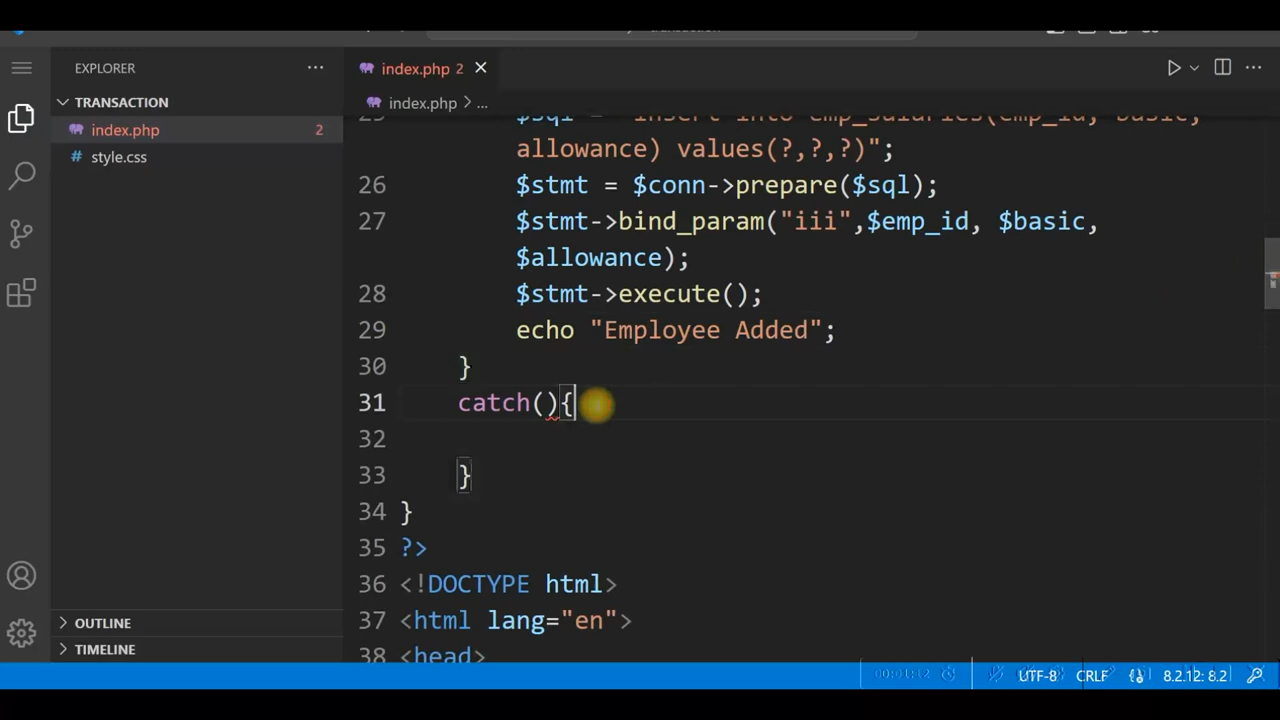 EXPLORER
index.php 2
TRANSACTION
index.php > ...
index.php 2
style.css
allowance) values(?,?,?)";
26 $stmt = $conn->prepare($sql);
27 $stmt->bind_param("iii",$emp_id, $basic,
$allowance);
28 $stmt->execute();
29 echo "Employee Added";
30 }
31 catch(){
32
33 }
34 }
35 ?>
36 <!DOCTYPE html>
37 <html lang="en">
38 <head>
OUTLINE
TIMELINE
UTF-8 CRLF 8.2.12: 8.2